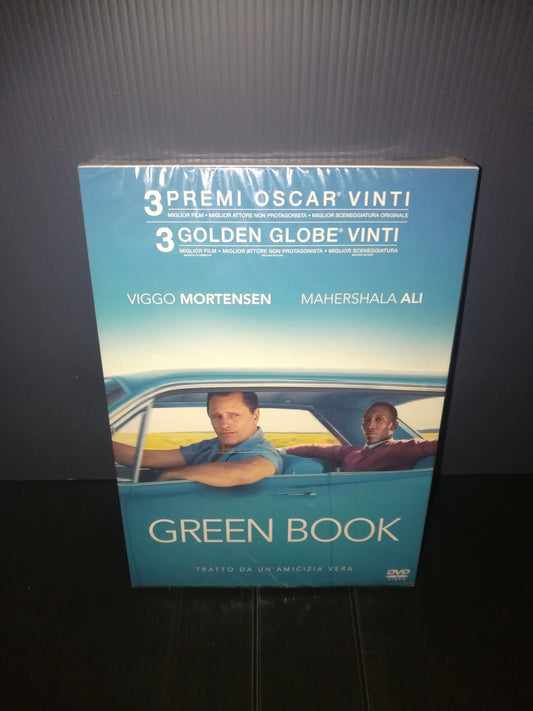 3 PREMI OSCAR® VINTI
MIGLIOR FILM • MIGLIOR ATTORE NON PROTAGONISTA • MIGLIOR SCENEGGIATURA ORIGINALE
3 GOLDEN GLOBE® VINTI
MIGLIOR FILM • MIGLIOR ATTORE NON PROTAGONISTA • MIGLIOR SCENEGGIATURA
VIGGO MORTENSEN MAHERSHALA ALI
GREEN BOOK
TRATTO DA UN'AMICIZIA VERA
DVD
VIDEO